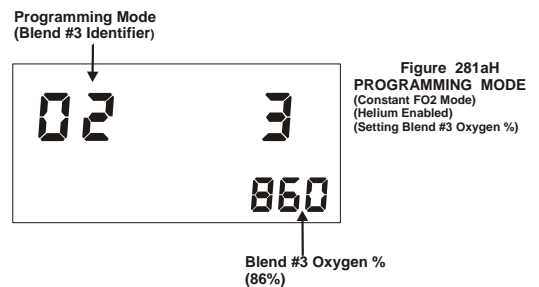 Programming Mode
(Blend #3 Identifier)
Figure 281aH
PROGRAMMING MODE
(Constant FO2 Mode)
(Helium Enabled)
(Setting Blend #3 Oxygen %)
02 3
860
Blend #3 Oxygen %
(86%)